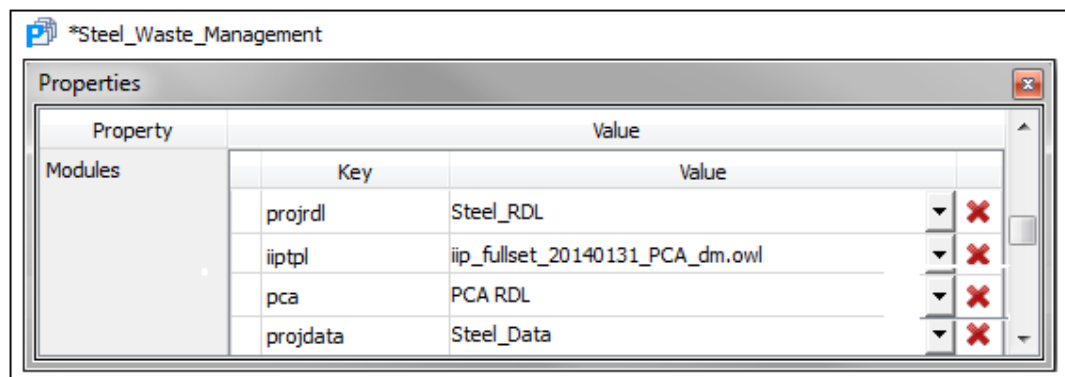 *Steel_Waste_Management
Properties
Property Value
Modules Key Value
projrdl Steel_RDL
iiptpl iip_fullset_20140131_PCA_dm.owl
pca PCA RDL
projdata Steel_Data